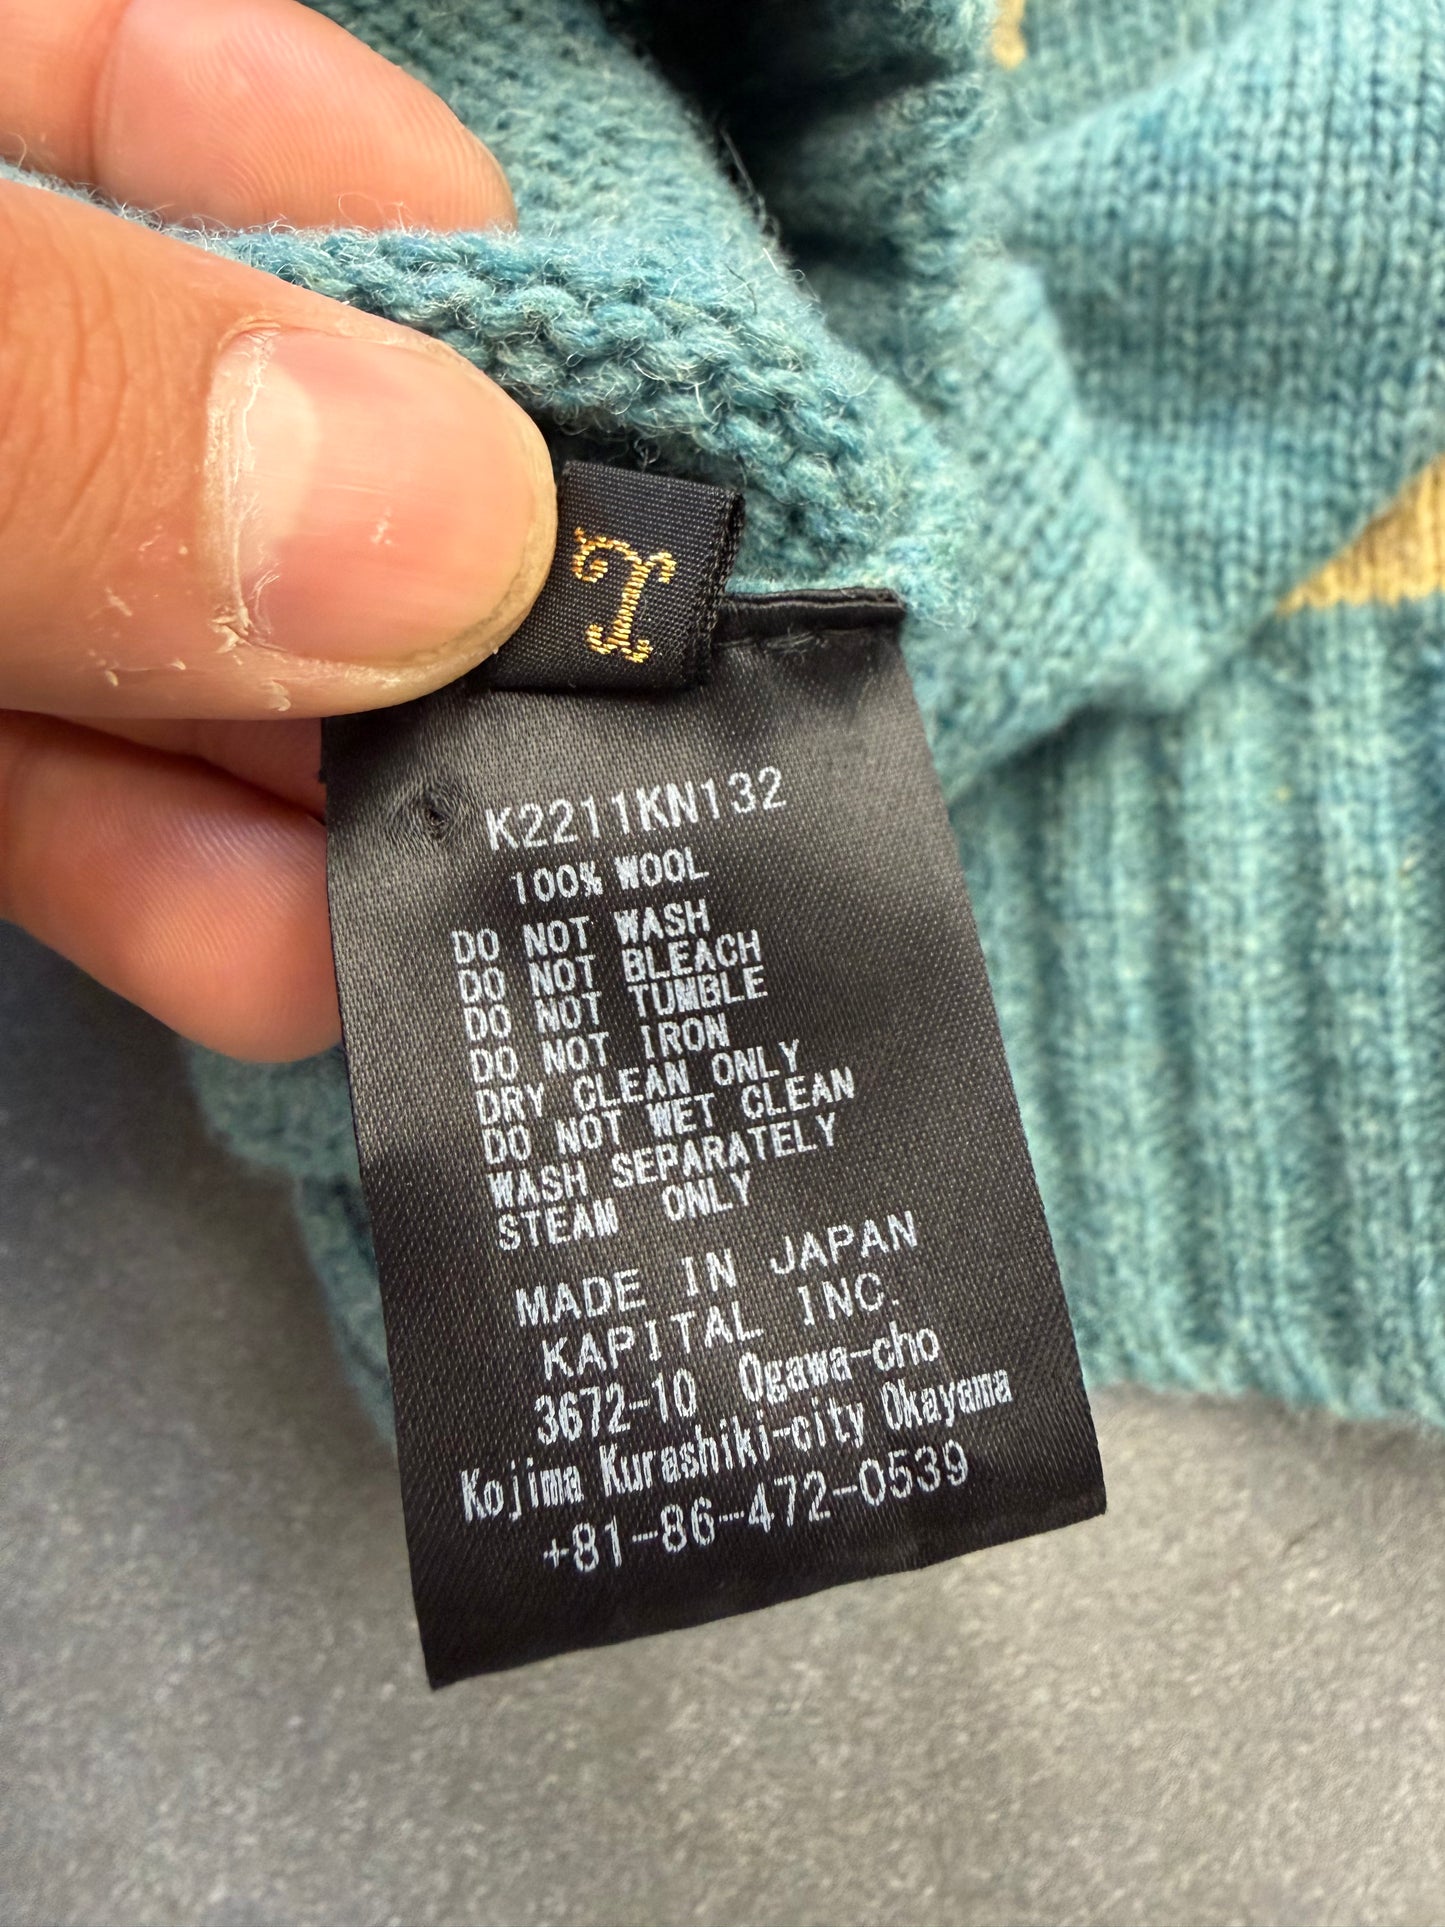 K2211KN132
100% WOOL
DO NOT WASH
DO NOT BLEACH
DO NOT TUMBLE
DO NOT IRON
DRY CLEAN ONLY
DO NOT WET CLEAN
WASH SEPARATELY
STEAM ONLY
MADE IN JAPAN
KAPITAL INC.
3672-10 Ogawa-cho
Kojima Kurashiki-city Okayama
+81-86-472-0539